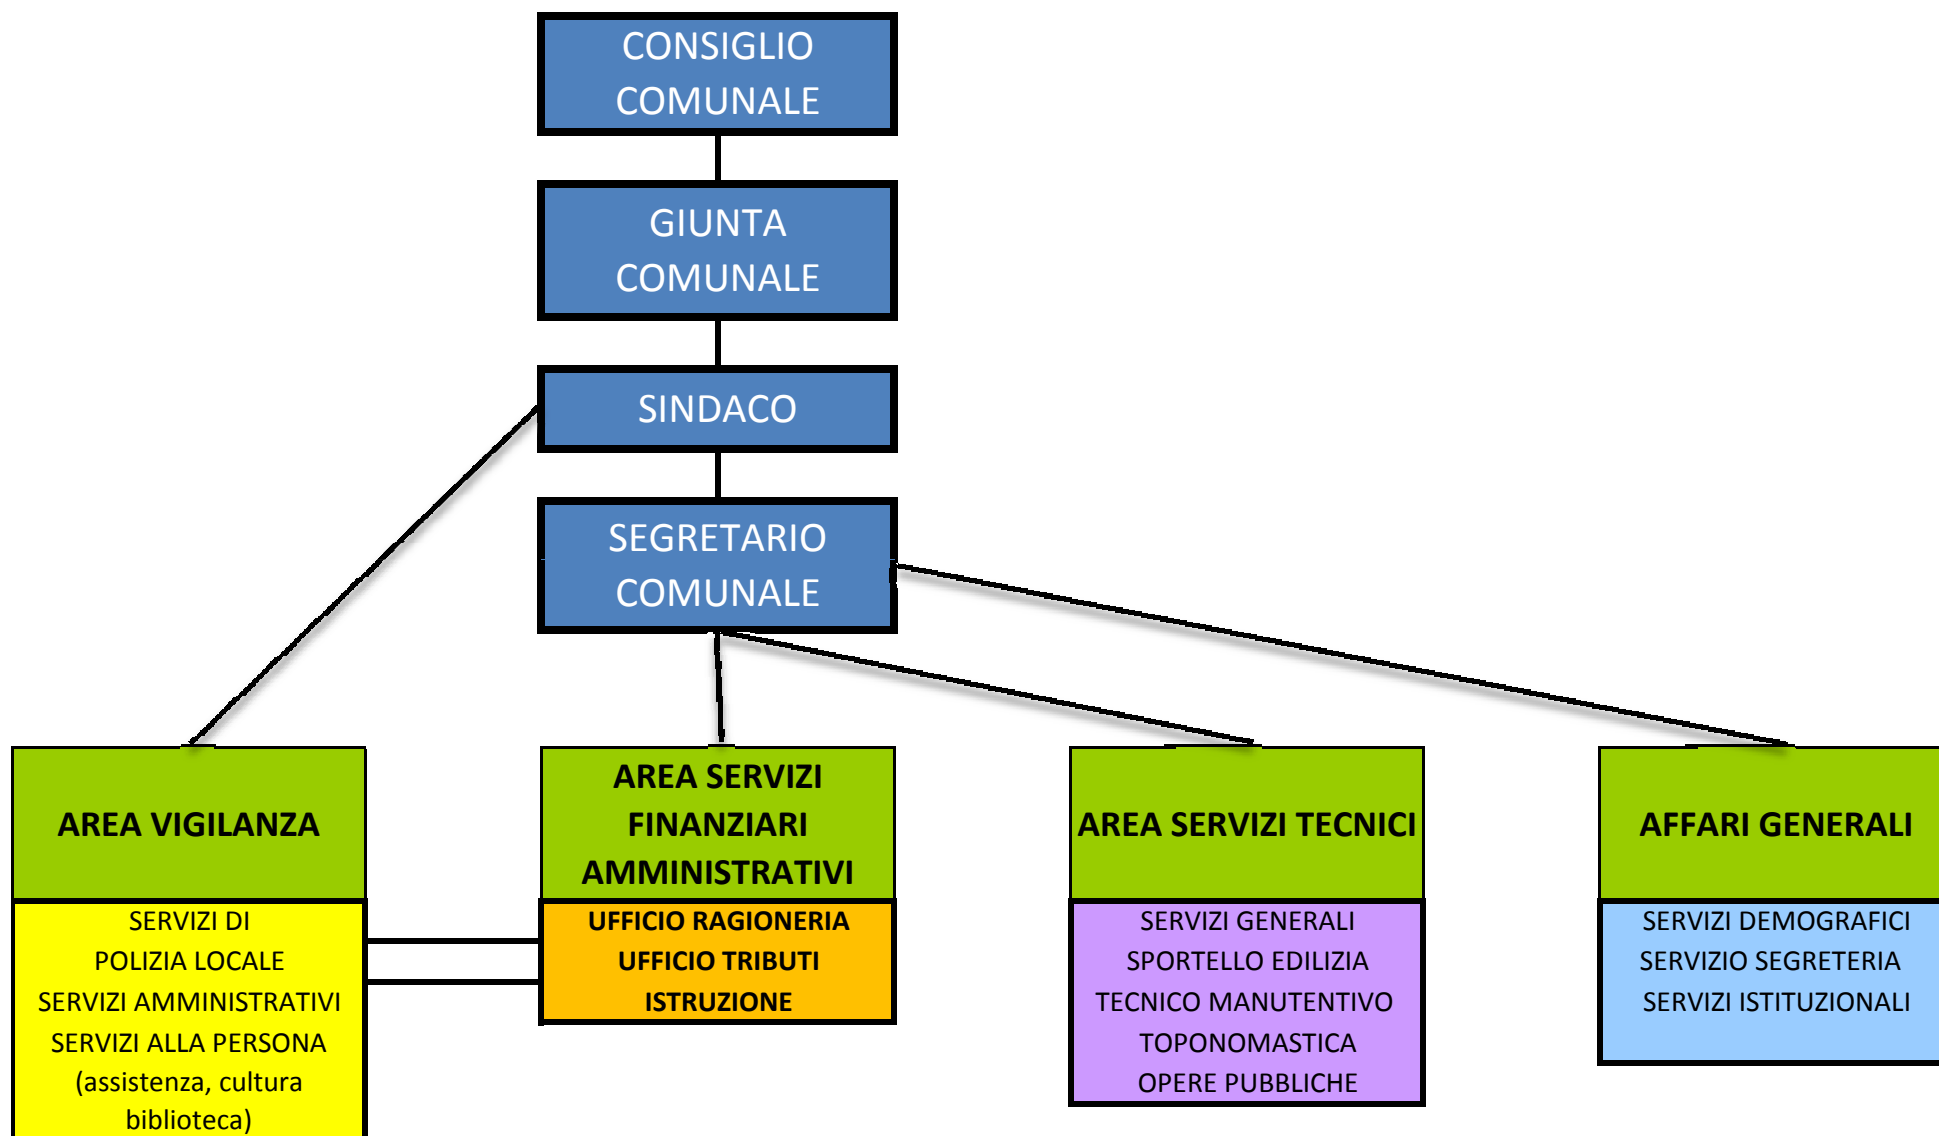 CONSIGLIO
COMUNALE
GIUNTA
COMUNALE
SINDACO
SEGRETARIO
COMUNALE
AREA VIGILANZA
SERVIZI DI
POLIZIA LOCALE
SERVIZI AMMINISTRATIVI
SERVIZI ALLA PERSONA
(assistenza, cultura
biblioteca)
AREA SERVIZI
FINANZIARI
AMMINISTRATIVI
UFFICIO RAGIONERIA
UFFICIO TRIBUTI
ISTRUZIONE
AREA SERVIZI TECNICI
SERVIZI GENERALI
SPORTELLO EDILIZIA
TECNICO MANUTENTIVO
TOPONOMASTICA
OPERE PUBBLICHE
AFFARI GENERALI
SERVIZI DEMOGRAFICI
SERVIZIO SEGRETERIA
SERVIZI ISTITUZIONALI